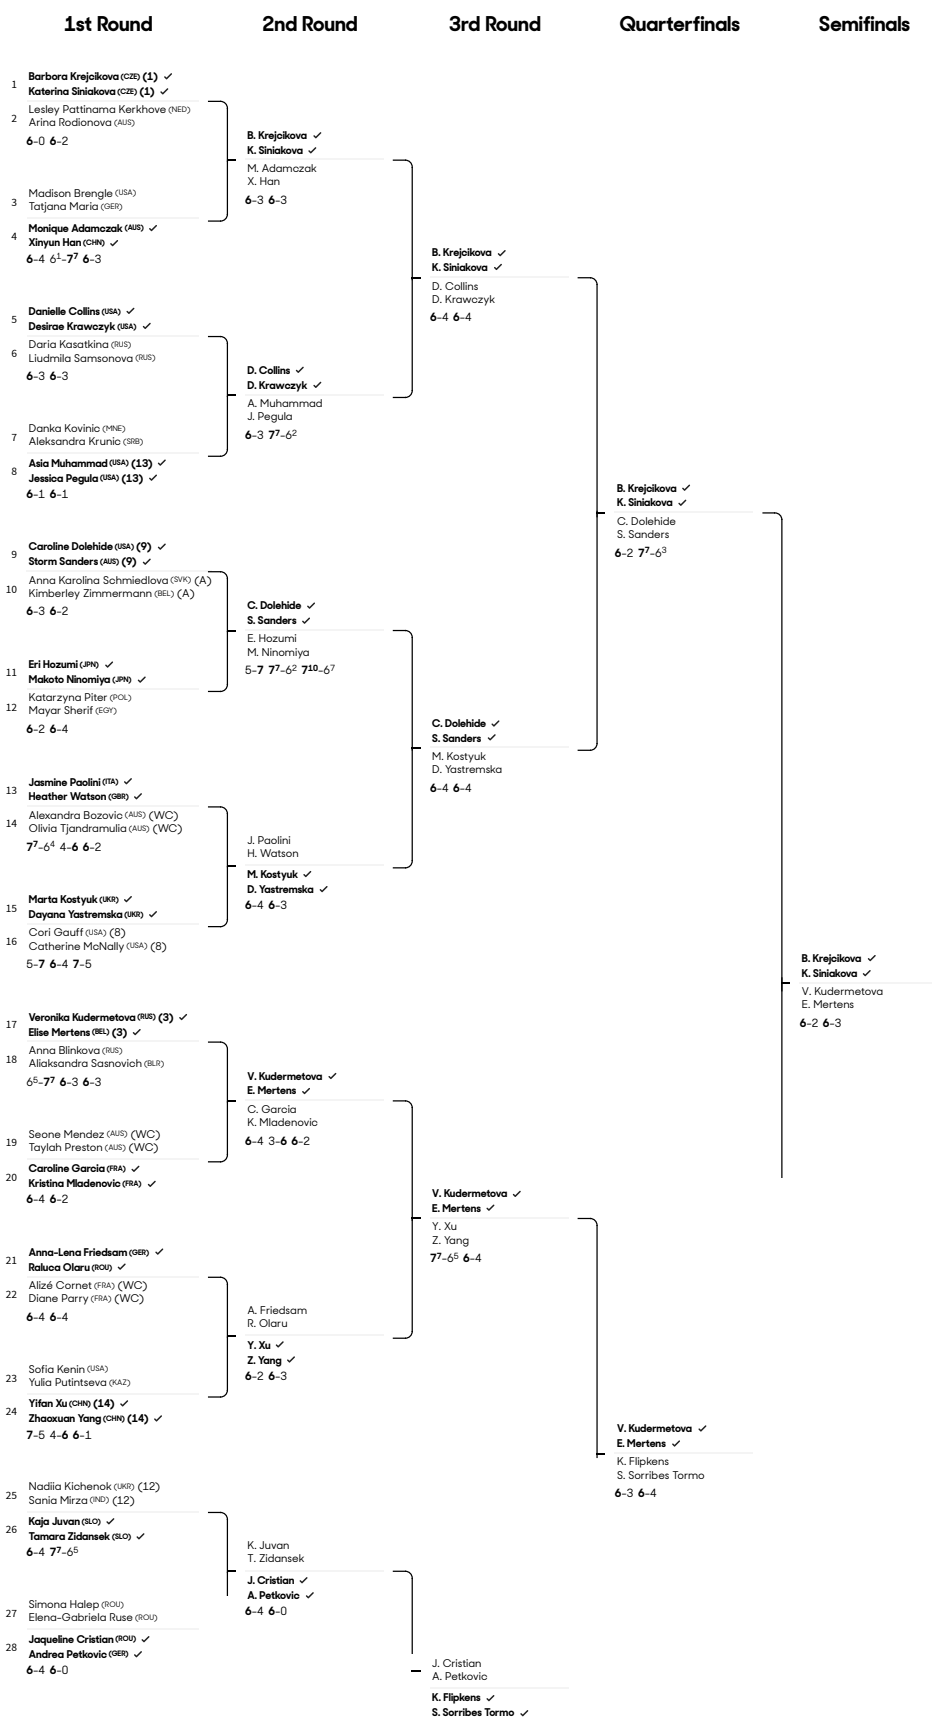 1st Round
2nd Round
3rd Round
Quarterfinals
Semifinals
1
Barbora Krejcikova (CZE) (1) ✓
Katerina Siniakova (CZE) (1) ✓
2
Lesley Pattinama Kerkhove (NED)
Arina Rodionova (AUS)
6-0 6-2
3
Madison Brengle (USA)
Tatjana Maria (GER)
4
Monique Adamczak (AUS) ✓
Xinyun Han (CHN) ✓
6-4 6¹-7⁷ 6-3
5
Danielle Collins (USA) ✓
Desirae Krawczyk (USA) ✓
6
Daria Kasatkina (RUS)
Liudmila Samsonova (RUS)
6-3 6-3
7
Danka Kovinic (MNE)
Aleksandra Krunic (SRB)
8
Asia Muhammad (USA) (13) ✓
Jessica Pegula (USA) (13) ✓
6-1 6-1
9
Caroline Dolehide (USA) (9) ✓
Storm Sanders (AUS) (9) ✓
10
Anna Karolina Schmiedlova (SVK) (A)
Kimberley Zimmermann (BEL) (A)
6-3 6-2
11
Eri Hozumi (JPN) ✓
Makoto Ninomiya (JPN) ✓
12
Katarzyna Piter (POL)
Mayar Sherif (EGY)
6-2 6-4
13
Jasmine Paolini (ITA) ✓
Heather Watson (GBR) ✓
14
Alexandra Bozovic (AUS) (WC)
Olivia Tjandramulia (AUS) (WC)
7⁷-6⁴ 4-6 6-2
15
Marta Kostyuk (UKR) ✓
Dayana Yastremska (UKR) ✓
16
Cori Gauff (USA) (8)
Catherine McNally (USA) (8)
5-7 6-4 7-5
17
Veronika Kudermetova (RUS) (3) ✓
Elise Mertens (BEL) (3) ✓
18
Anna Blinkova (RUS)
Aliaksandra Sasnovich (BLR)
6⁵-7⁷ 6-3 6-3
19
Seone Mendez (AUS) (WC)
Taylah Preston (AUS) (WC)
20
Caroline Garcia (FRA) ✓
Kristina Mladenovic (FRA) ✓
6-4 6-2
21
Anna-Lena Friedsam (GER) ✓
Raluca Olaru (ROU) ✓
22
Alizé Cornet (FRA) (WC)
Diane Parry (FRA) (WC)
6-4 6-4
23
Sofia Kenin (USA)
Yulia Putintseva (KAZ)
24
Yifan Xu (CHN) (14) ✓
Zhaoxuan Yang (CHN) (14) ✓
7-5 4-6 6-1
25
Nadiia Kichenok (UKR) (12)
Sania Mirza (IND) (12)
26
Kaja Juvan (SLO) ✓
Tamara Zidansek (SLO) ✓
6-4 7⁷-6⁵
27
Simona Halep (ROU)
Elena-Gabriela Ruse (ROU)
28
Jaqueline Cristian (ROU) ✓
Andrea Petkovic (GER) ✓
6-4 6-0
B. Krejcikova ✓
K. Siniakova ✓
M. Adamczak
X. Han
6-3 6-3
D. Collins ✓
D. Krawczyk ✓
A. Muhammad
J. Pegula
6-3 7⁷-6²
C. Dolehide ✓
S. Sanders ✓
E. Hozumi
M. Ninomiya
5-7 7⁷-6² 7¹⁰-6⁷
J. Paolini
H. Watson
M. Kostyuk ✓
D. Yastremska ✓
6-4 6-3
V. Kudermetova ✓
E. Mertens ✓
C. Garcia
K. Mladenovic
6-4 3-6 6-2
A. Friedsam
R. Olaru
Y. Xu ✓
Z. Yang ✓
6-2 6-3
K. Juvan
T. Zidansek
J. Cristian ✓
A. Petkovic ✓
6-4 6-0
B. Krejcikova ✓
K. Siniakova ✓
D. Collins
D. Krawczyk
6-4 6-4
C. Dolehide ✓
S. Sanders ✓
M. Kostyuk
D. Yastremska
6-4 6-4
V. Kudermetova ✓
E. Mertens ✓
Y. Xu
Z. Yang
7⁷-6⁵ 6-4
J. Cristian
A. Petkovic
K. Flipkens ✓
S. Sorribes Tormo ✓
B. Krejcikova ✓
K. Siniakova ✓
C. Dolehide
S. Sanders
6-2 7⁷-6³
V. Kudermetova ✓
E. Mertens ✓
K. Flipkens
S. Sorribes Tormo
6-3 6-4
B. Krejcikova ✓
K. Siniakova ✓
V. Kudermetova
E. Mertens
6-2 6-3